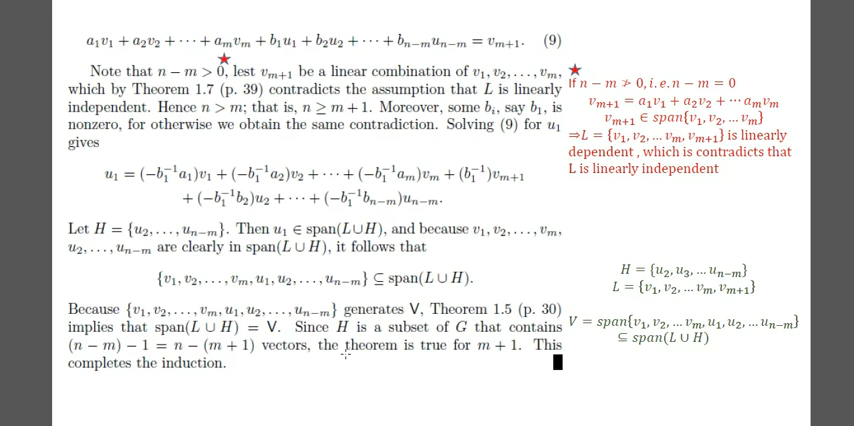 a₁v₁ + a₂v₂ + ··· + aₘvₘ + b₁u₁ + b₂u₂ + ··· + bₙ₋ₘuₙ₋ₘ = vₘ₊₁. (9)
Note that n − m > 0, lest vₘ₊₁ be a linear combination of v₁, v₂, . . . , vₘ,
which by Theorem 1.7 (p. 39) contradicts the assumption that L is linearly
independent. Hence n > m; that is, n ≥ m + 1. Moreover, some bᵢ, say b₁, is
nonzero, for otherwise we obtain the same contradiction. Solving (9) for u₁
gives
u₁ = (−b₁⁻¹a₁)v₁ + (−b₁⁻¹a₂)v₂ + ··· + (−b₁⁻¹aₘ)vₘ + (b₁⁻¹)vₘ₊₁
+ (−b₁⁻¹b₂)u₂ + ··· + (−b₁⁻¹bₙ₋ₘ)uₙ₋ₘ.
Let H = {u₂, . . . , uₙ₋ₘ}. Then u₁ ∈ span(L∪H), and because v₁, v₂, . . . , vₘ,
u₂, . . . , uₙ₋ₘ are clearly in span(L ∪ H), it follows that
{v₁, v₂, . . . , vₘ, u₁, u₂, . . . , uₙ₋ₘ} ⊆ span(L ∪ H).
Because {v₁, v₂, . . . , vₘ, u₁, u₂, . . . , uₙ₋ₘ} generates V, Theorem 1.5 (p. 30)
implies that span(L ∪ H) = V. Since H is a subset of G that contains
(n − m) − 1 = n − (m + 1) vectors, the theorem is true for m + 1. This
completes the induction.
If n − m ≯ 0, i.e. n − m = 0
vₘ₊₁ = a₁v₁ + a₂v₂ + ··· aₘvₘ
vₘ₊₁ ∈ span{v₁, v₂, … vₘ}
⇒L = {v₁, v₂, … vₘ, vₘ₊₁} is linearly
dependent , which is contradicts that
L is linearly independent
H = {u₂, u₃, … uₙ₋ₘ}
L = {v₁, v₂, … vₘ, vₘ₊₁}
V = span{v₁, v₂, … vₘ, u₁, u₂, … uₙ₋ₘ}
⊆ span(L ∪ H)